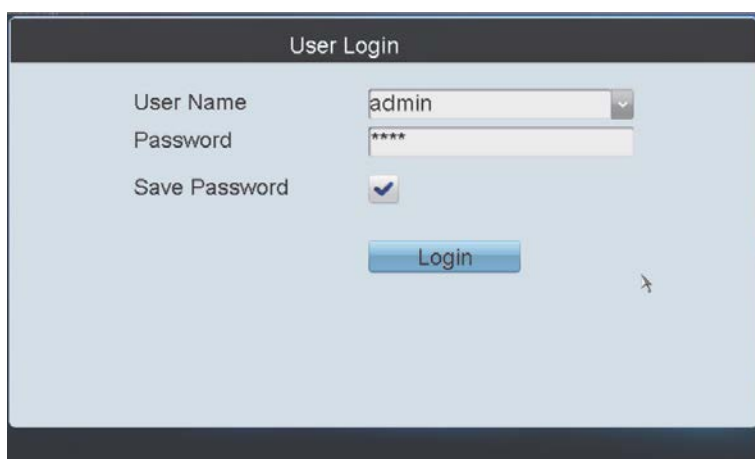 User Login
User Name
admin
Password
****
Save Password
Login